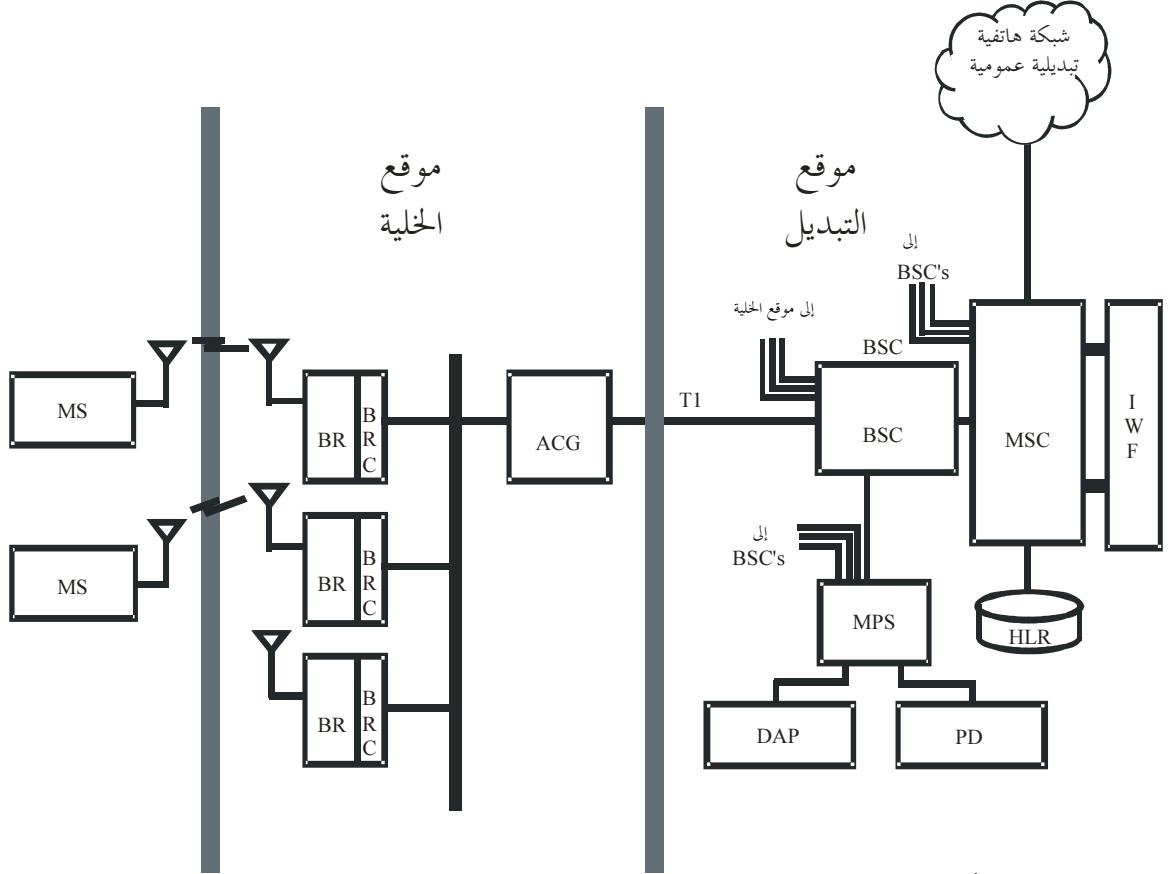 شبكة هاتفية
تبديلية عمومية
موقع
الخلية
موقع
التبديل
إلى
BSC's
إلى موقع الخلية
BSC
T1
MS
BR
B
R
C
ACG
BSC
MSC
I
W
F
إلى
BSC's
MS
BR
B
R
C
MPS
HLR
BR
B
R
C
DAP
PD